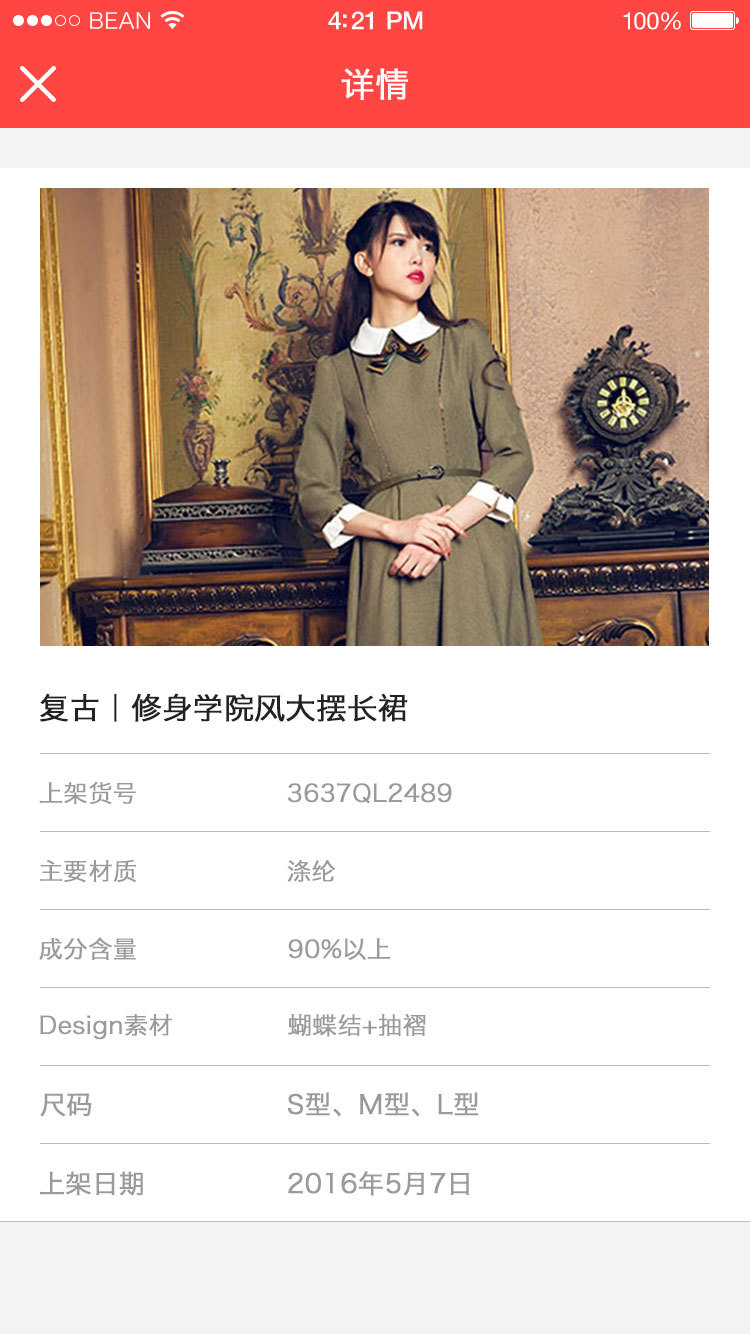 BEAN 4:21 PM 100%
详情
复古｜修身学院风大摆长裙
上架货号 3637QL2489
主要材质 涤纶
成分含量 90%以上
Design素材 蝴蝶结+抽褶
尺码 S型、M型、L型
上架日期 2016年5月7日